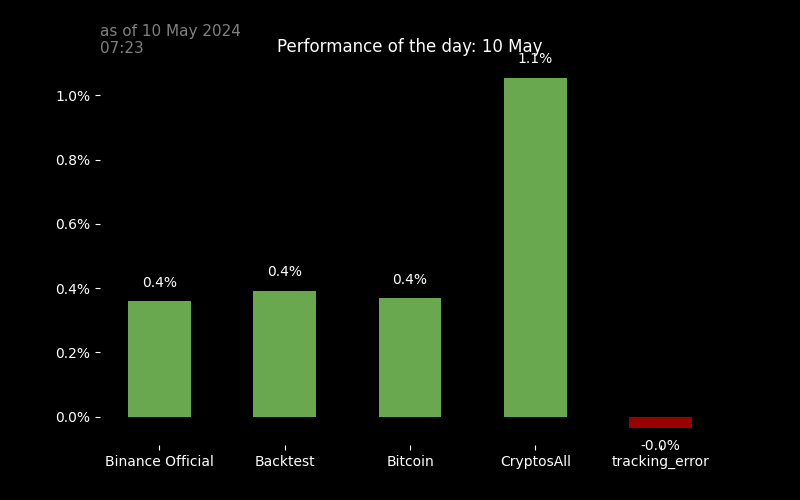 as of 10 May 2024
07:23
Performance of the day: 10 May
1.1%
1.0%
0.8%
0.6%
0.4%
0.2%
0.0%
0.4%
0.4%
0.4%
-0.0%
Binance Official
Backtest
Bitcoin
CryptosAll
tracking_error